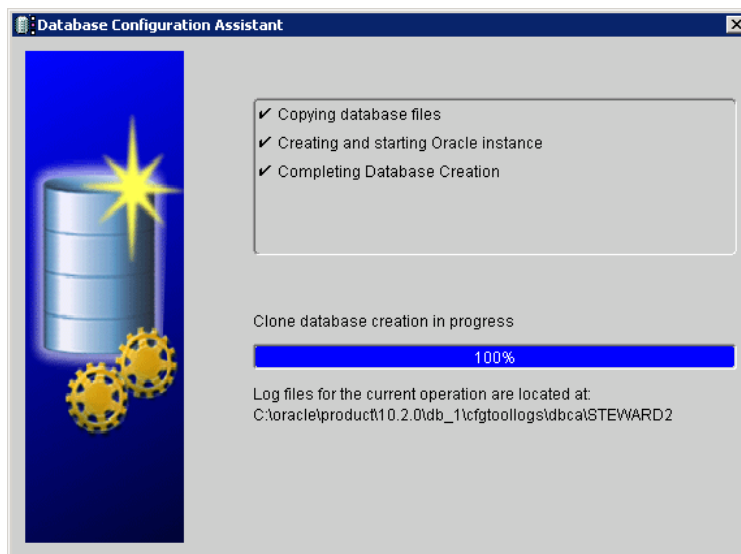 Database Configuration Assistant
✔ Copying database files
✔ Creating and starting Oracle instance
✔ Completing Database Creation
Clone database creation in progress
100%
Log files for the current operation are located at:
C:\oracle\product\10.2.0\db_1\cfgtoollogs\dbca\STEWARD2